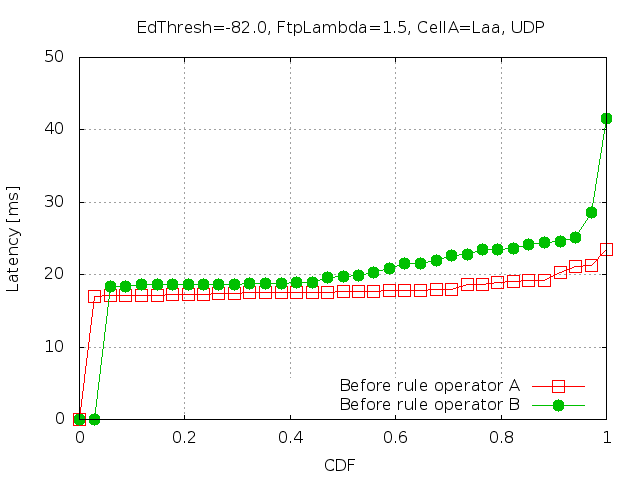 EdThresh=-82.0, FtpLambda=1.5, CellA=Laa, UDP
50
40
30
20
10
0
Latency [ms]
Before rule operator A
Before rule operator B
0 0.2 0.4 0.6 0.8 1
CDF